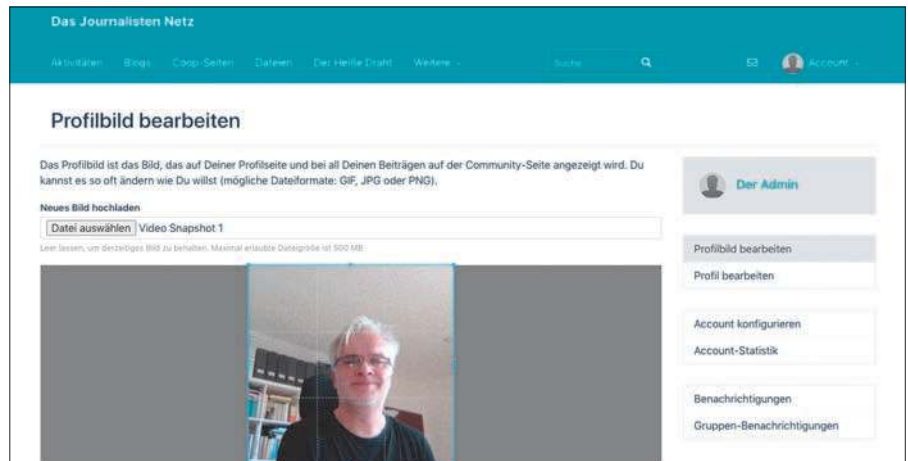 Das Journalisten Netz
Aktivitäten Blogs Coop-Seiten Dateien Der Heiße Draht Weitere
Suche
Account
Profilbild bearbeiten
Das Profilbild ist das Bild, das auf Deiner Profilseite und bei all Deinen Beiträgen auf der Community-Seite angezeigt wird. Du
kannst es so oft ändern wie Du willst (mögliche Dateiformate: GIF, JPG oder PNG).
Neues Bild hochladen
Datei auswählen Video Snapshot 1
Leer lassen, um derzeitiges Bild zu behalten. Maximal erlaubte Dateigröße ist 500 MB
Der Admin
Profilbild bearbeiten
Profil bearbeiten
Account konfigurieren
Account-Statistik
Benachrichtigungen
Gruppen-Benachrichtigungen